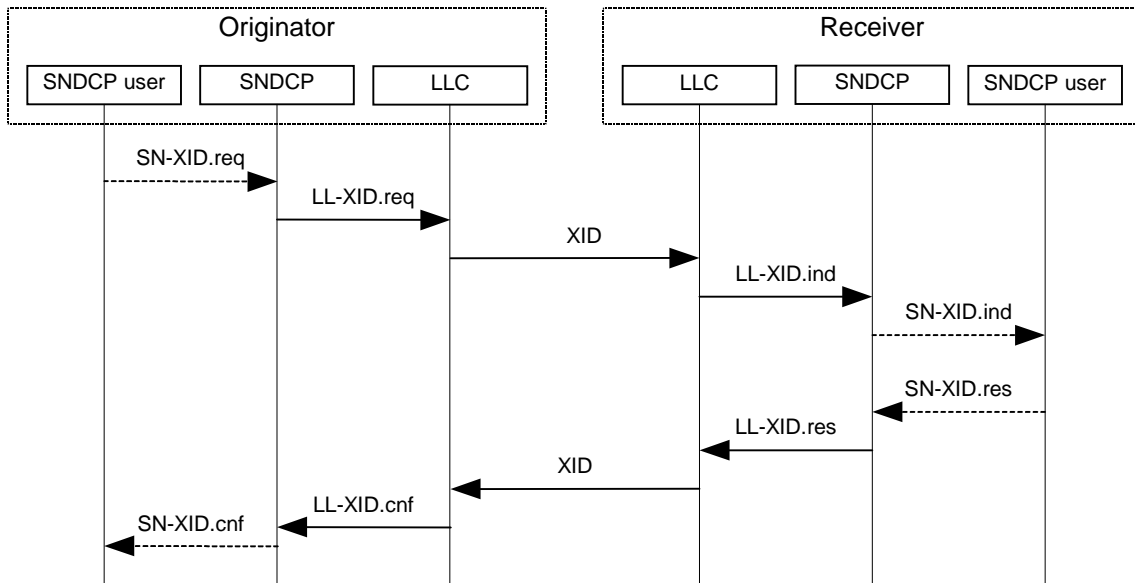 Originator
Receiver
SNDCP user
SNDCP
LLC
LLC
SNDCP
SNDCP user
SN-XID.req
LL-XID.req
XID
LL-XID.ind
SN-XID.ind
SN-XID.res
LL-XID.res
XID
LL-XID.cnf
SN-XID.cnf